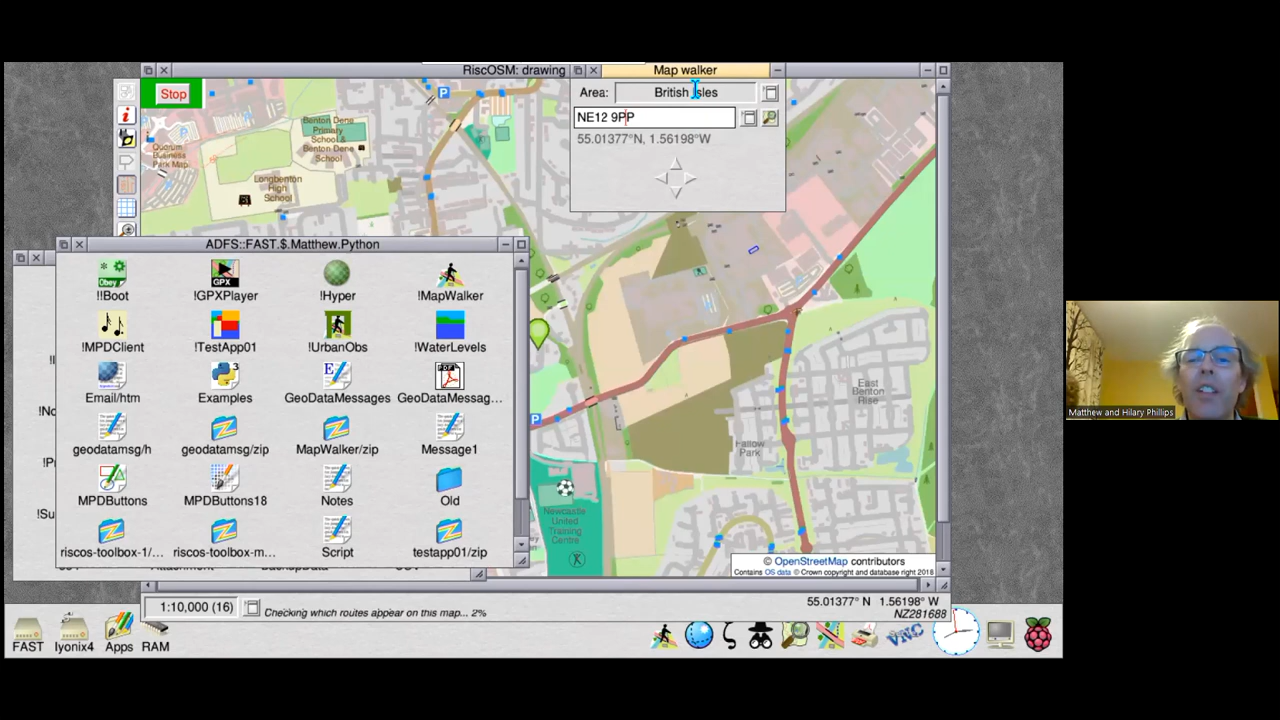 RiscOSM: drawing
Map walker
Stop
Area:
British Isles
NE12 9PP
55.01377°N, 1.56198°W
P
Benton Dene
Primary
School &
Benton Dene
School
Quorum
Business
Park Map
Longbenton
High
School
ADFS::FAST.$.Matthew.Python
!!Boot
!GPXPlayer
!Hyper
!MapWalker
!MPDClient
!TestApp01
!UrbanObs
!WaterLevels
Email/htm
Examples
GeoDataMessages
GeoDataMessag...
geodatamsg/h
geodatamsg/zip
MapWalker/zip
Message1
MPDButtons
MPDButtons18
Notes
Old
riscos-toolbox-1/...
riscos-toolbox-m...
Script
testapp01/zip
Obey
GPX
PDF
!Su
P
East
Benton
Rise
Fallow
Park
Newcastle
United
Training
Centre
© OpenStreetMap contributors
Contains OS data © Crown copyright and database right 2018
1:10,000 (16)
Checking which routes appear on this map... 2%
55.01377° N 1.56198° W
NZ281688
FAST
Iyonix4
Apps
RAM
VNC
Matthew and Hilary Phillips